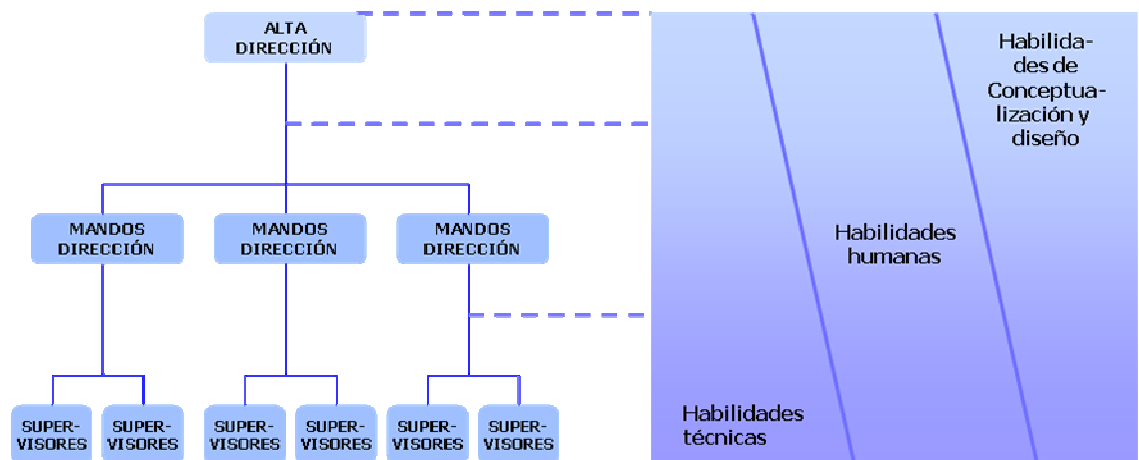 ALTA
DIRECCIÓN
Habilida-
des de
Conceptua-
lización y
diseño
MANDOS
DIRECCIÓN
MANDOS
DIRECCIÓN
MANDOS
DIRECCIÓN
Habilidades
humanas
SUPER-
VISORES
SUPER-
VISORES
SUPER-
VISORES
SUPER-
VISORES
SUPER-
VISORES
SUPER-
VISORES
Habilidades
técnicas